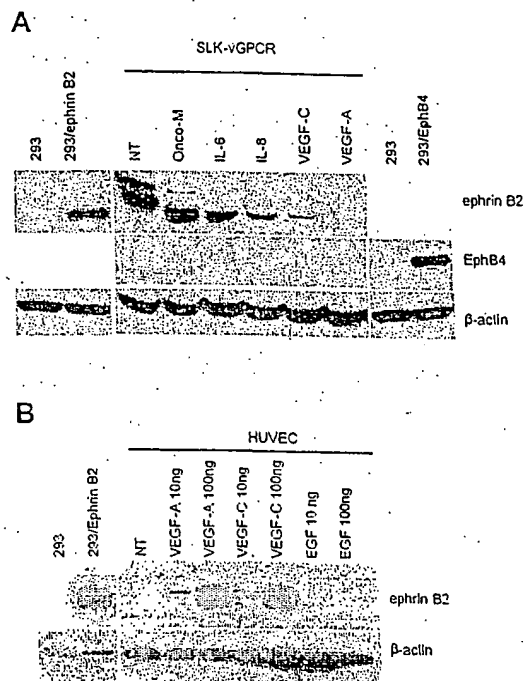 A
SLK-vGPCR
293
293/ephrin B2
NT
Onco-M
IL-6
IL-8
VEGF-C
VEGF-A
293
293/EphB4
ephrin B2
EphB4
β-actin
B
HUVEC
293
293/Ephrin B2
NT
VEGF-A 10ng
VEGF-A 100ng
VEGF-C 10ng
VEGF-C 100ng
EGF 10 ng
EGF 100ng
ephrin B2
β-actin